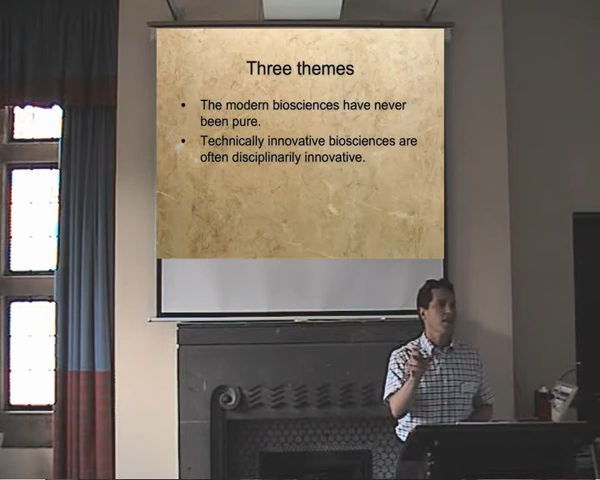 Three themes
• The modern biosciences have never
been pure.
• Technically innovative biosciences are
often disciplinarily innovative.